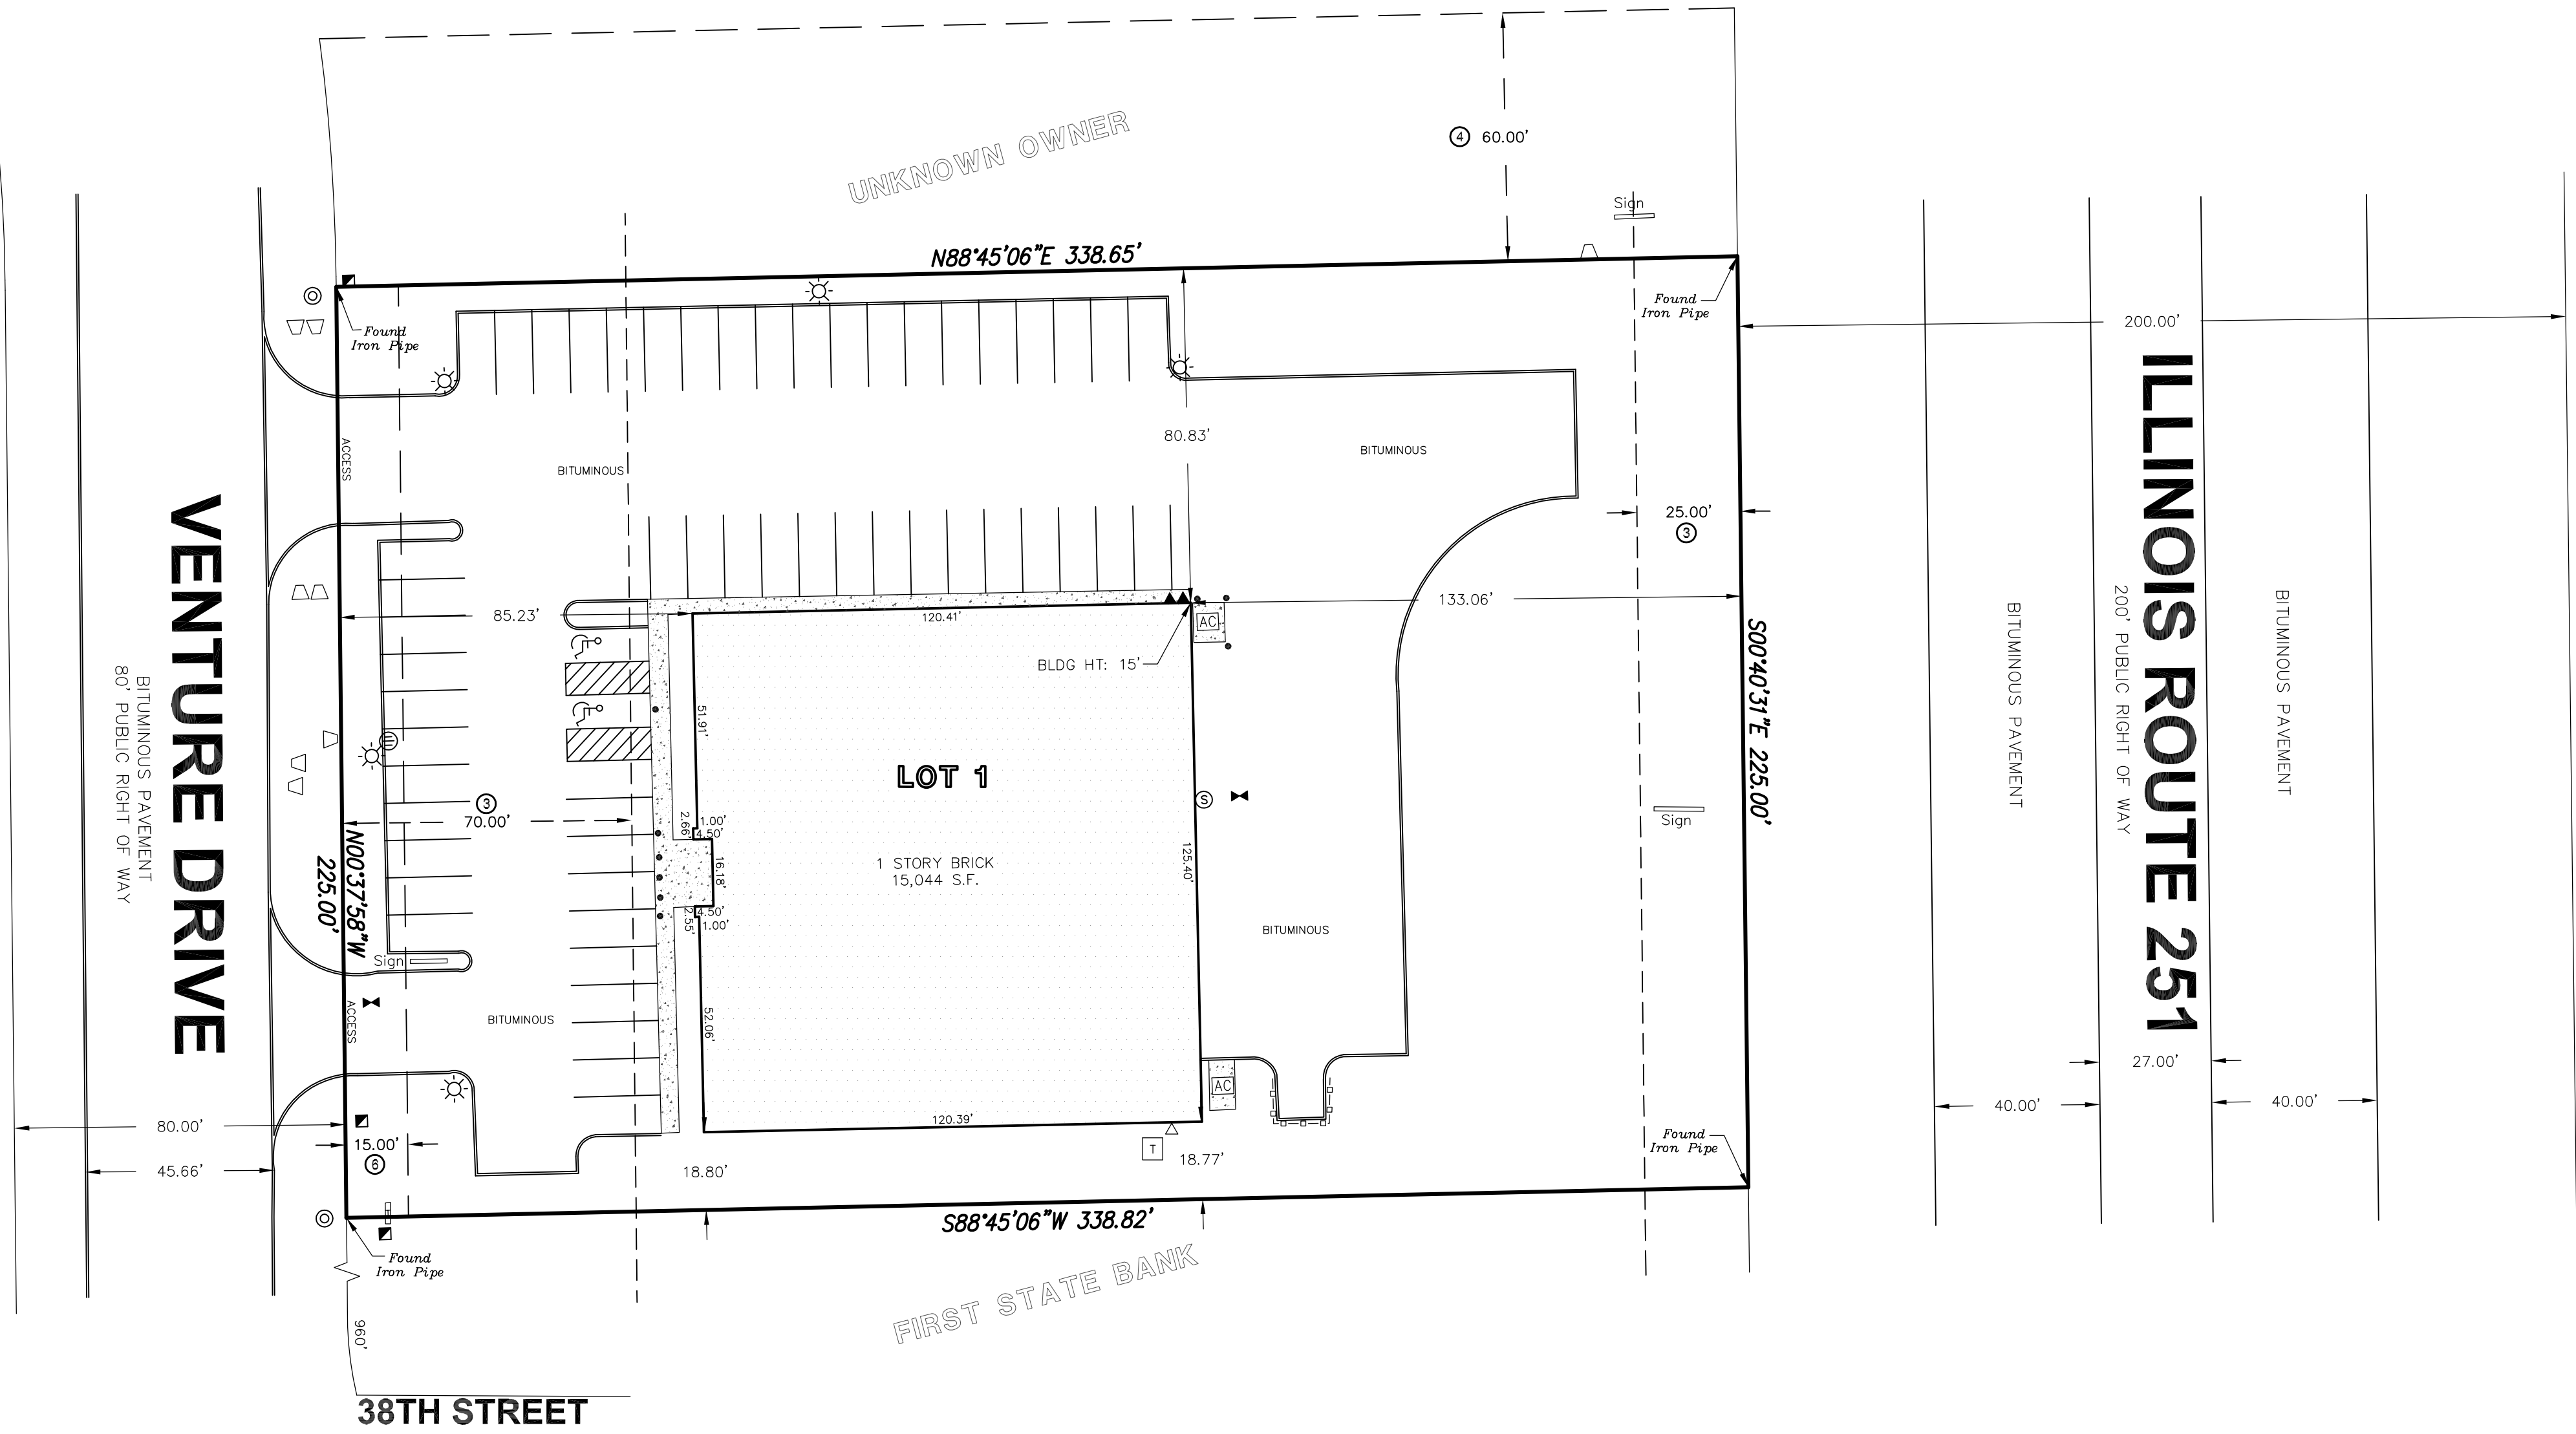 UNKNOWN OWNER
4 60.00'
Sign
N88°45'06"E 338.65'
Found
Iron Pipe
Found
Iron Pipe
200.00'
ACCESS
BITUMINOUS
80.83'
BITUMINOUS
25.00'
3
85.23'
120.41'
AC
133.06'
BLDG HT: 15'
51.91'
S00°40'31"E 225.00'
LOT 1
S
3
70.00'
2.66'
1.00'
4.50'
16.18'
1 STORY BRICK
15,044 S.F.
125.40'
Sign
4.50'
2.55'
1.00'
N00°37'58"W
225.00'
BITUMINOUS
Sign
ACCESS
BITUMINOUS
52.06'
AC
120.39'
T
18.80'
18.77'
Found
Iron Pipe
80.00'
15.00'
6
45.66'
S88°45'06"W 338.82'
Found
Iron Pipe
FIRST STATE BANK
960'
38TH STREET
VENTURE DRIVE
BITUMINOUS PAVEMENT
80' PUBLIC RIGHT OF WAY
ILLINOIS ROUTE 251
200' PUBLIC RIGHT OF WAY
BITUMINOUS PAVEMENT
BITUMINOUS PAVEMENT
27.00'
40.00'
40.00'